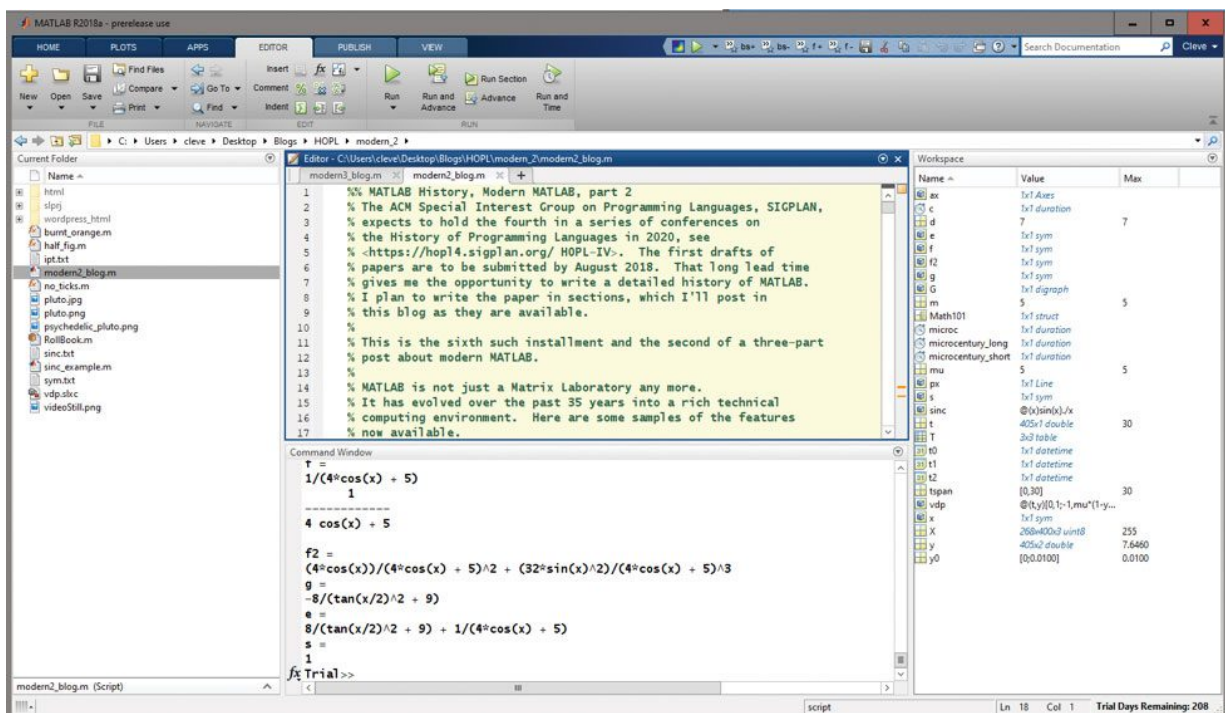 MATLAB R2018a - prerelease use
HOME PLOTS APPS EDITOR PUBLISH VIEW
bs+ bs- f+ f- Search Documentation Cleve
New Open Save
Find Files
Compare
Print
FILE
Go To
Find
NAVIGATE
Insert fx
Comment
Indent
EDIT
Run
Run and Advance
Run Section
Advance
Run and Time
RUN
C: Users cleve Desktop Blogs HOPL modern_2
Current Folder
Name
html
slprj
wordpress_html
burnt_orange.m
half_fig.m
ipt.txt
modern2_blog.m
no_ticks.m
pluto.jpg
pluto.png
psychedelic_pluto.png
RollBook.m
sinc.txt
sinc_example.m
sym.txt
vdp.slxc
videoStill.png
modern2_blog.m (Script)
Editor - C:\Users\cleve\Desktop\Blogs\HOPL\modern_2\modern2_blog.m
modern3_blog.m modern2_blog.m +
1 %% MATLAB History, Modern MATLAB, part 2
2 % The ACM Special Interest Group on Programming Languages, SIGPLAN,
3 % expects to hold the fourth in a series of conferences on
4 % the History of Programming Languages in 2020, see
5 % <https://hopl4.sigplan.org/ HOPL-IV>. The first drafts of
6 % papers are to be submitted by August 2018. That long lead time
7 % gives me the opportunity to write a detailed history of MATLAB.
8 % I plan to write the paper in sections, which I'll post in
9 % this blog as they are available.
10 %
11 % This is the sixth such installment and the second of a three-part
12 % post about modern MATLAB.
13 %
14 % MATLAB is not just a Matrix Laboratory any more.
15 % It has evolved over the past 35 years into a rich technical
16 % computing environment. Here are some samples of the features
17 % now available.
Command Window
f =
1/(4*cos(x) + 5)
1
------------
4 cos(x) + 5
f2 =
(4*cos(x))/(4*cos(x) + 5)^2 + (32*sin(x)^2)/(4*cos(x) + 5)^3
g =
-8/(tan(x/2)^2 + 9)
e =
8/(tan(x/2)^2 + 9) + 1/(4*cos(x) + 5)
s =
1
fx Trial>>
Workspace
Name Value Max
ax 1x1 Axes
c 1x1 duration
d 7 7
e 1x1 sym
f 1x1 sym
f2 1x1 sym
g 1x1 sym
G 1x1 digraph
m 5 5
Math101 1x1 struct
microc 1x1 duration
microcentury_long 1x1 duration
microcentury_short 1x1 duration
mu 5 5
px 1x1 Line
s 1x1 sym
sinc @(x)sin(x)./x
t 405x1 double 30
T 3x3 table
t0 1x1 datetime
t1 1x1 datetime
t2 1x1 datetime
tspan [0,30] 30
vdp @(t,y)[0,1;-1,mu*(1-y...
x 1x1 sym
X 268x400x3 uint8 255
y 405x2 double 7.6460
y0 [0;0.0100] 0.0100
script Ln 18 Col 1 Trial Days Remaining: 208